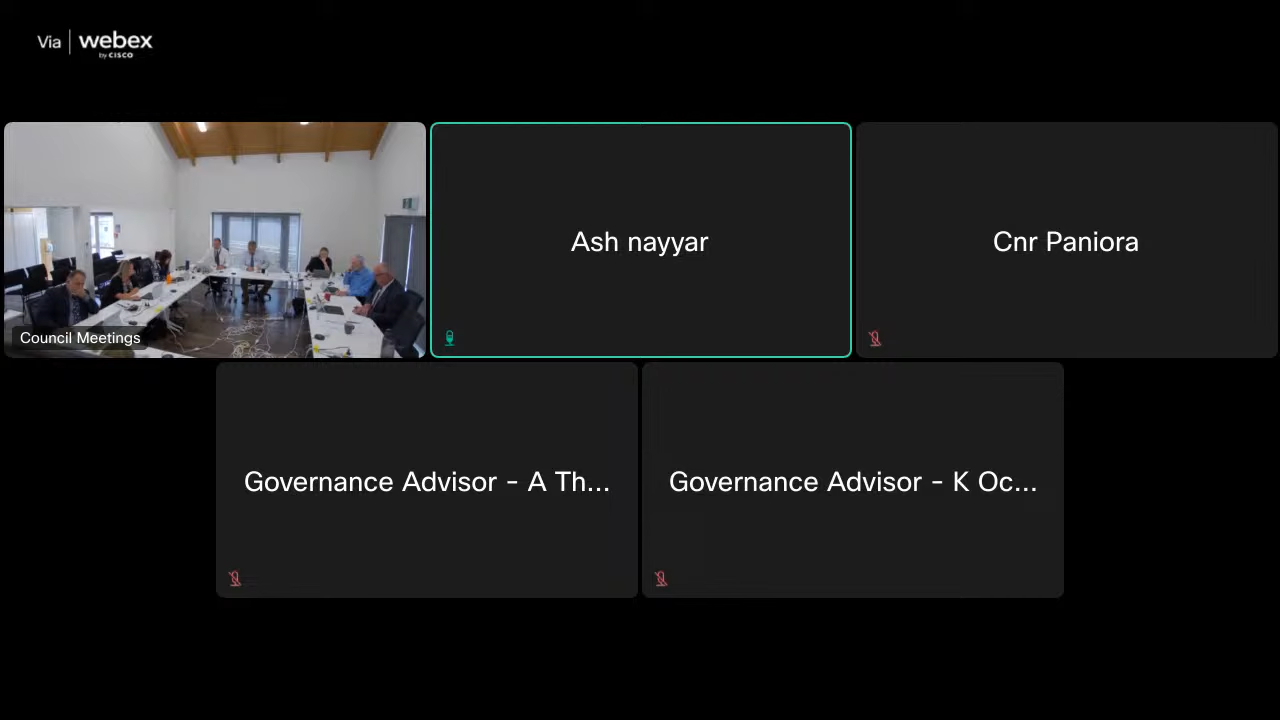 Via webex
by CISCO
Ash nayyar
Cnr Paniora
Council Meetings
Governance Advisor - A Th...
Governance Advisor - K Oc...